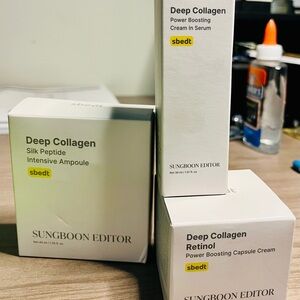 Deep Collagen
Power Boosting
Cream in Serum
sbedt
SUNGBOON EDITOR
Deep Collagen
Silk Peptide
Intensive Ampoule
sbedt
SUNGBOON EDITOR
Deep Collagen
Retinol
Power Boosting Capsule Cream
sbedt
SUNGBOON EDITOR